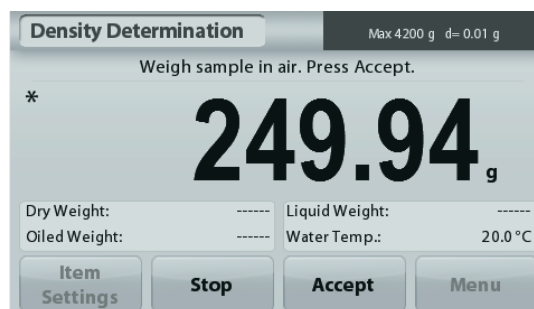 Density Determination
Max 4200 g d= 0.01 g
Weigh sample in air. Press Accept.
*
249.94 g
Dry Weight: ------ Liquid Weight: ------
Oiled Weight: ------ Water Temp.: 20.0 °C
Item Settings
Stop
Accept
Menu